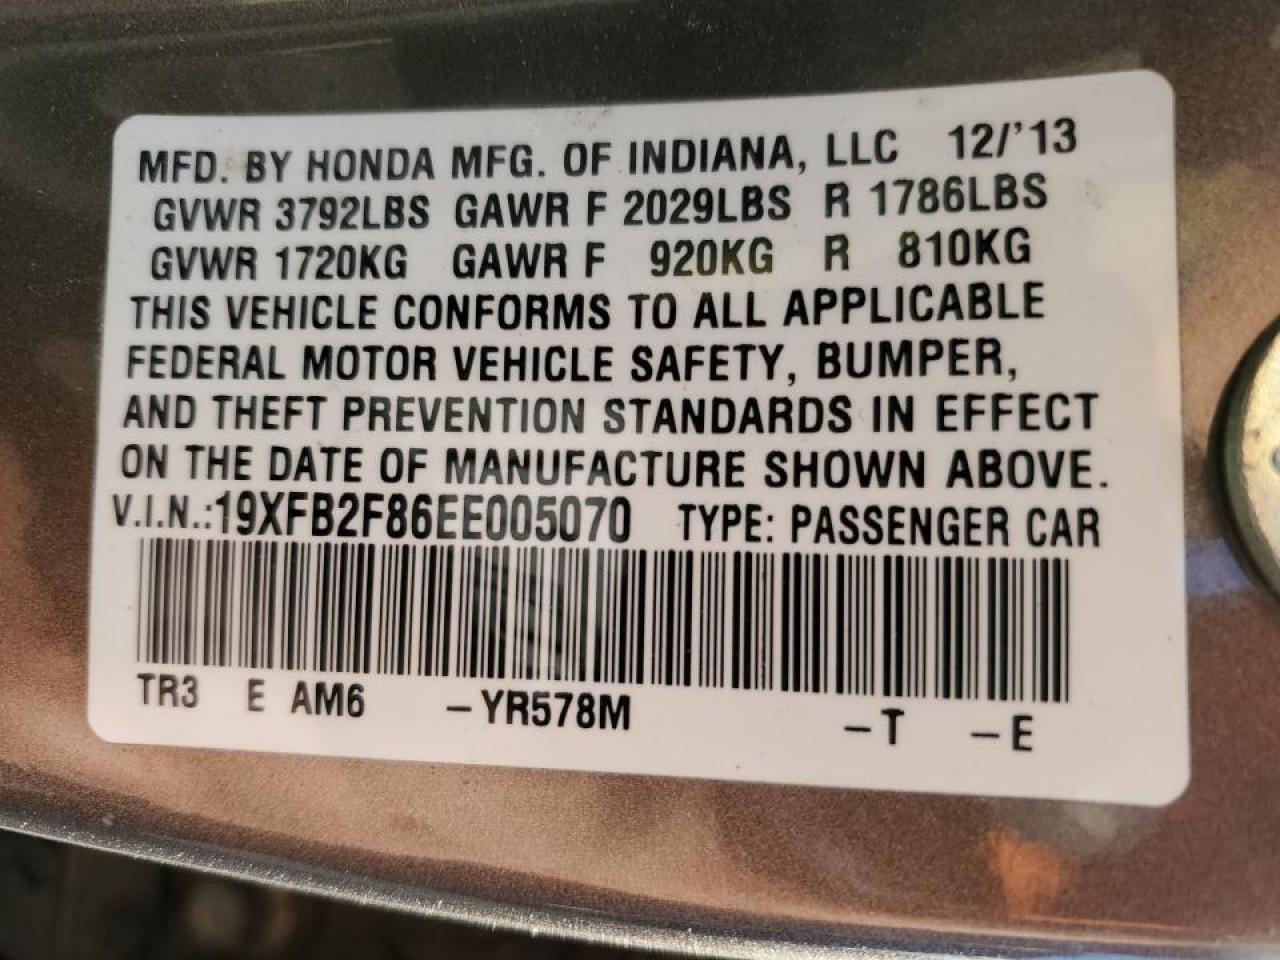 MFD. BY HONDA MFG. OF INDIANA, LLC 12/'13
GVWR 3792LBS GAWR F 2029LBS R 1786LBS
GVWR 1720KG GAWR F 920KG R 810KG
THIS VEHICLE CONFORMS TO ALL APPLICABLE
FEDERAL MOTOR VEHICLE SAFETY, BUMPER,
AND THEFT PREVENTION STANDARDS IN EFFECT
ON THE DATE OF MANUFACTURE SHOWN ABOVE.
V.I.N.:19XFB2F86EE005070 TYPE: PASSENGER CAR
TR3 E AM6 -YR578M -T -E